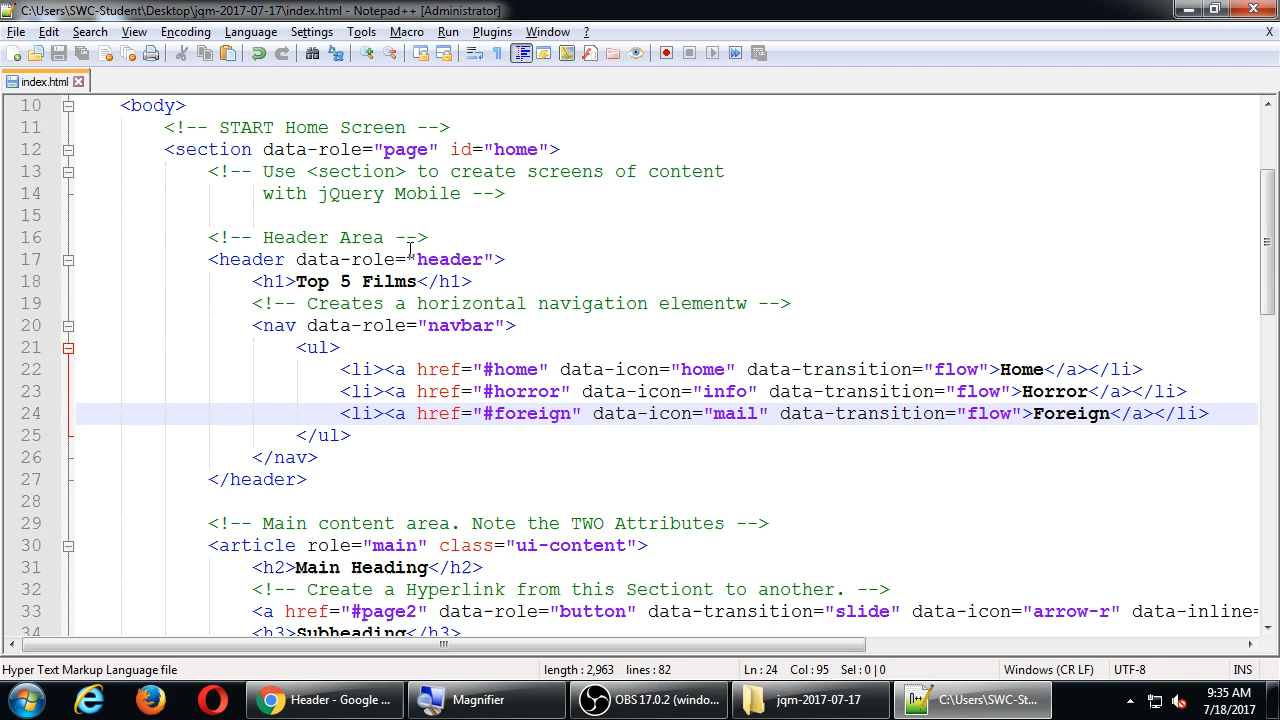 C:\Users\SWC-Student\Desktop\jqm-2017-07-17\index.html - Notepad++ [Administrator]
File Edit Search View Encoding Language Settings Tools Macro Run Plugins Window ? X
index.html
10 <body>
11 <!-- START Home Screen -->
12 <section data-role="page" id="home">
13 <!-- Use <section> to create screens of content
14 with jQuery Mobile -->
15
16 <!-- Header Area -->
17 <header data-role="header">
18 <h1>Top 5 Films</h1>
19 <!-- Creates a horizontal navigation elementw -->
20 <nav data-role="navbar">
21 <ul>
22 <li><a href="#home" data-icon="home" data-transition="flow">Home</a></li>
23 <li><a href="#horror" data-icon="info" data-transition="flow">Horror</a></li>
24 <li><a href="#foreign" data-icon="mail" data-transition="flow">Foreign</a></li>
25 </ul>
26 </nav>
27 </header>
28
29 <!-- Main content area. Note the TWO Attributes -->
30 <article role="main" class="ui-content">
31 <h2>Main Heading</h2>
32 <!-- Create a Hyperlink from this Sectiont to another. -->
33 <a href="#page2" data-role="button" data-transition="slide" data-icon="arrow-r" data-inline=
34 <h3>Subheading</h3>
Hyper Text Markup Language file length : 2,963 lines : 82 Ln : 24 Col : 95 Sel : 0 | 0 Windows (CR LF) UTF-8 INS
Header - Google ... Magnifier OBS 17.0.2 (windo... jqm-2017-07-17 C:\Users\SWC-St... 9:35 AM
7/18/2017